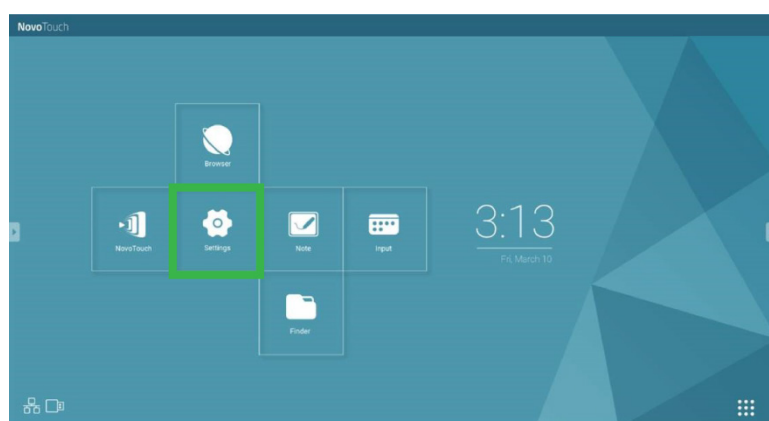 NovoTouch
Browser
NovoTouch
Settings
Note
Input
3:13
Fri, March 10
Finder